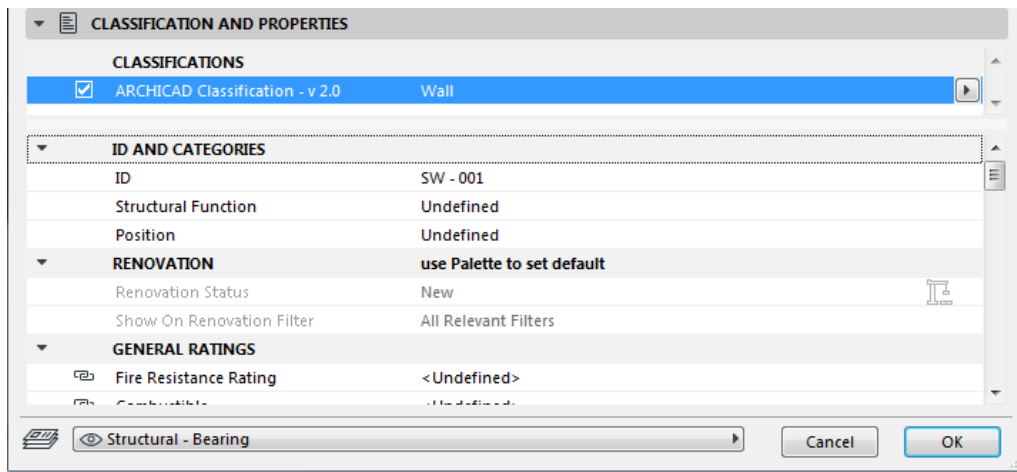 CLASSIFICATION AND PROPERTIES
CLASSIFICATIONS
ARCHICAD Classification - v 2.0 Wall
ID AND CATEGORIES
ID SW - 001
Structural Function Undefined
Position Undefined
RENOVATION use Palette to set default
Renovation Status New
Show On Renovation Filter All Relevant Filters
GENERAL RATINGS
Fire Resistance Rating <Undefined>
Combustible <Undefined>
Structural - Bearing Cancel OK